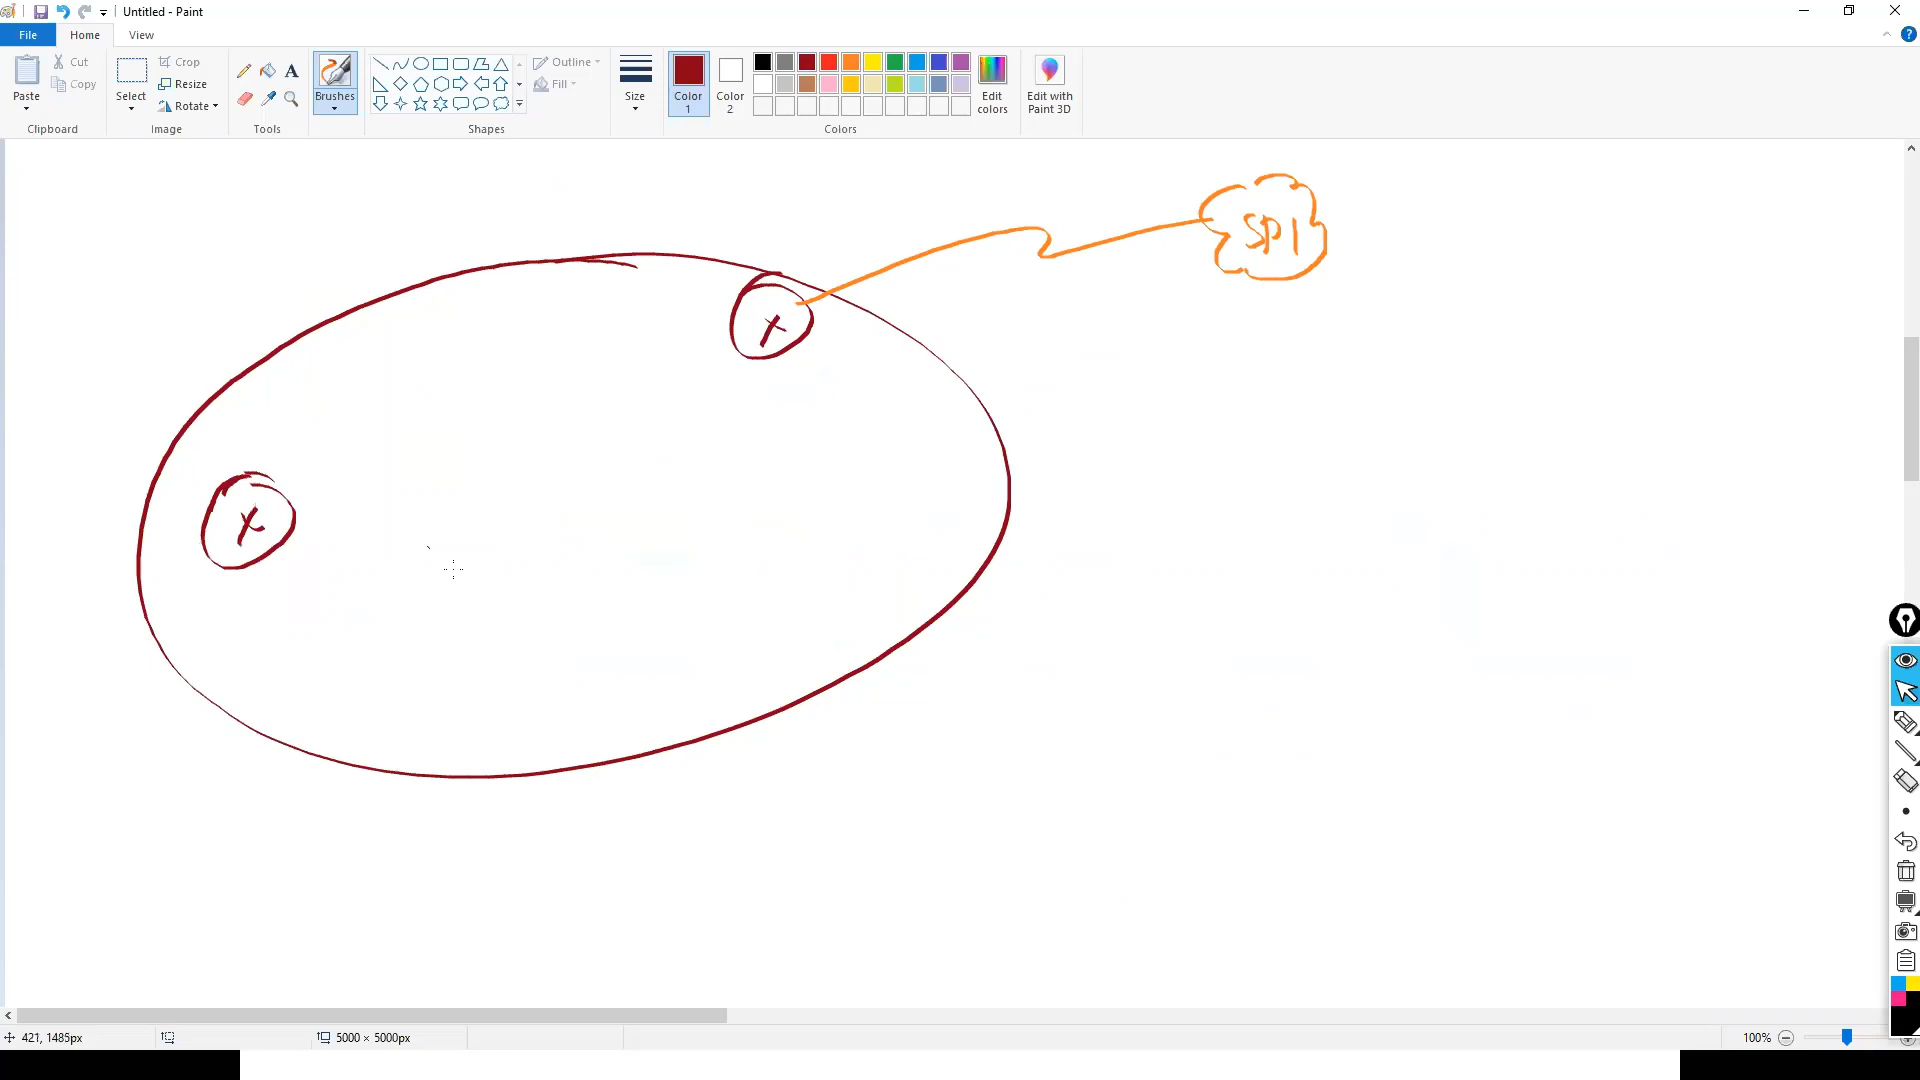 Untitled - Paint
File Home View
Paste
Cut
Copy
Clipboard
Select
Crop
Resize
Rotate
Image
A
Tools
Brushes
Shapes
Outline
Fill
Size
Color 1
Color 2
Edit colors
Edit with Paint 3D
Colors
SP1
X
X
421, 1485px
5000 × 5000px
100%